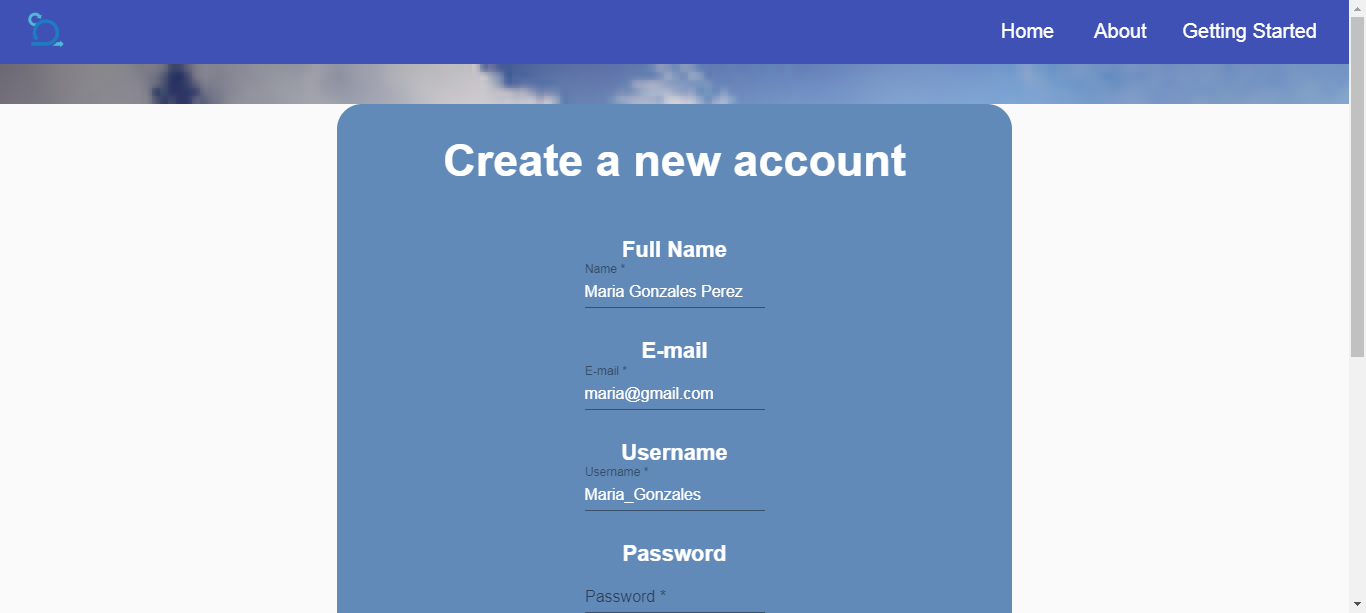 Home About Getting Started
Create a new account
Full Name
Name *
Maria Gonzales Perez
E-mail
E-mail *
maria@gmail.com
Username
Username *
Maria_Gonzales
Password
Password *